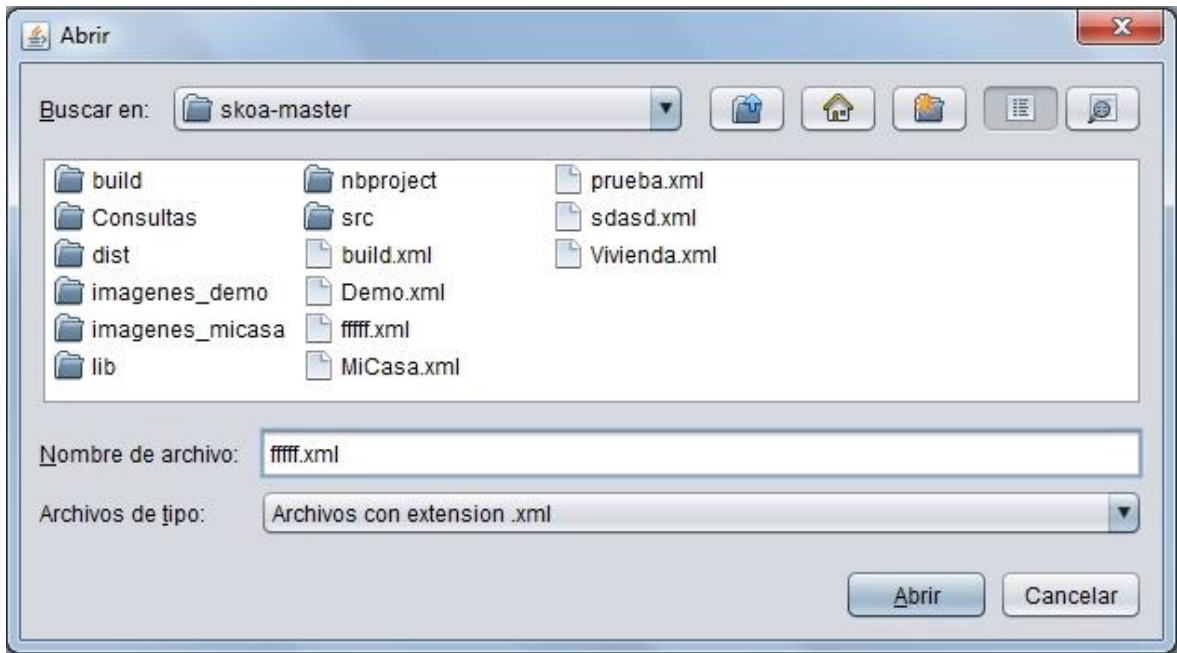 Abrir
Buscar en: skoa-master
build
Consultas
dist
imagenes_demo
imagenes_micasa
lib
nbproject
src
build.xml
Demo.xml
fffff.xml
MiCasa.xml
prueba.xml
sdasd.xml
Vivienda.xml
Nombre de archivo: fffff.xml
Archivos de tipo: Archivos con extension .xml
Abrir Cancelar